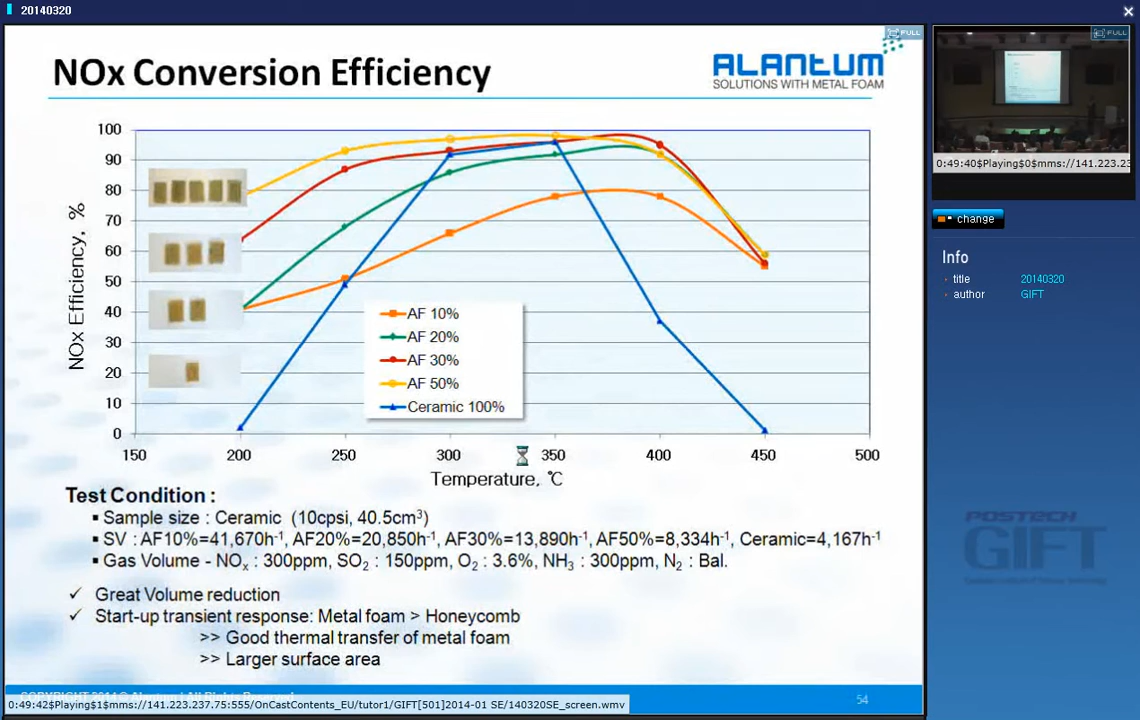 20140320
FULL
NOx Conversion Efficiency
ALANTUM
SOLUTIONS WITH METAL FOAM
100
90
80
70
60
50
40
30
20
10
0
NOx Efficiency, %
AF 10%
AF 20%
AF 30%
AF 50%
Ceramic 100%
150 200 250 300 350 400 450 500
Temperature, ℃
Test Condition :
▪ Sample size : Ceramic (10cpsi, 40.5cm³)
▪ SV : AF10%=41,670h⁻¹, AF20%=20,850h⁻¹, AF30%=13,890h⁻¹, AF50%=8,334h⁻¹, Ceramic=4,167h⁻¹
▪ Gas Volume - NOₓ : 300ppm, SO₂ : 150ppm, O₂ : 3.6%, NH₃ : 300ppm, N₂ : Bal.
✓ Great Volume reduction
✓ Start-up transient response: Metal foam > Honeycomb
>> Good thermal transfer of metal foam
>> Larger surface area
54
0:49:42$Playing$1$mms://141.223.237.75:555/OnCastContents_EU/tutor1/GIFT[501]2014-01 SE/140320SE_screen.wmv
FULL
0:49:40$Playing$0$mms://141.223.23
change
Info
title 20140320
author GIFT
POSTECH
GIFT